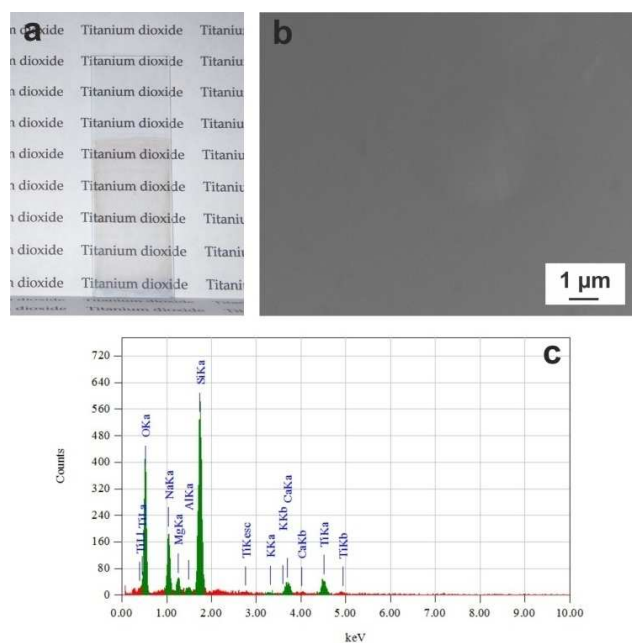 a
Titanium dioxide Titaniu
n dioxide Titanium dioxide Titaniu
n dioxide Titanium dioxide Titaniu
n dioxide Titanium dioxide Titaniu
m dioxide Titanium dioxide Titaniu
m dioxide Titanium dioxide Titaniu
m dioxide Titanium dioxide Titaniu
m dioxide Titanium dioxide Titani
m dioxide Titanium dioxide Titani
b
1 µm
c
Counts
720
640
560
480
400
320
240
160
80
0
TiLl
TiLa
OKa
NaKa
MgKa
AlKa
SiKa
TiKesc
KKa
KKb
CaKa
CaKb
TiKa
TiKb
0.00 1.00 2.00 3.00 4.00 5.00 6.00 7.00 8.00 9.00 10.00
keV